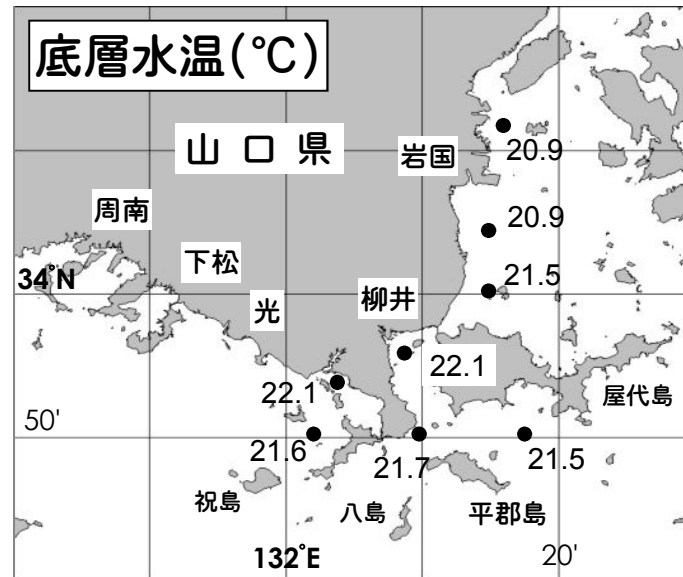 底層水温(℃)
山口県
岩国
20.9
周南
20.9
下松
34°N
21.5
光
柳井
22.1
22.1
屋代島
50'
21.6
21.7
21.5
祝島
八島
平郡島
132°E
20'